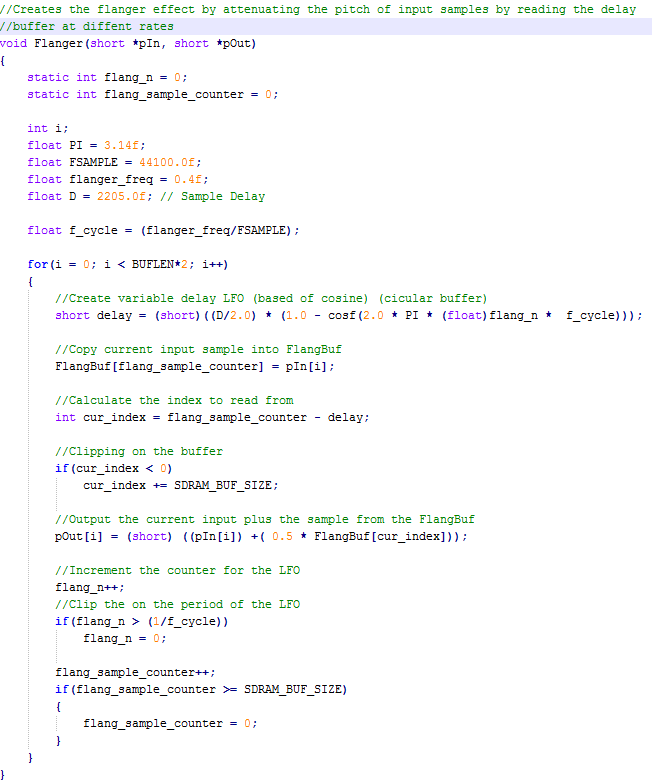 //Creates the flanger effect by attenuating the pitch of input samples by reading the delay
//buffer at diffent rates
void Flanger(short *pIn, short *pOut)
{
    static int flang_n = 0;
    static int flang_sample_counter = 0;

    int i;
    float PI = 3.14f;
    float FSAMPLE = 44100.0f;
    float flanger_freq = 0.4f;
    float D = 2205.0f; // Sample Delay

    float f_cycle = (flanger_freq/FSAMPLE);

    for(i = 0; i < BUFLEN*2; i++)
    {
        //Create variable delay LFO (based of cosine) (cicular buffer)
        short delay = (short)((D/2.0) * (1.0 - cosf(2.0 * PI * (float)flang_n *  f_cycle)));

        //Copy current input sample into FlangBuf
        FlangBuf[flang_sample_counter] = pIn[i];

        //Calculate the index to read from
        int cur_index = flang_sample_counter - delay;

        //Clipping on the buffer
        if(cur_index < 0)
            cur_index += SDRAM_BUF_SIZE;

        //Output the current input plus the sample from the FlangBuf
        pOut[i] = (short) ((pIn[i]) +( 0.5 * FlangBuf[cur_index]));

        //Increment the counter for the LFO
        flang_n++;
        //Clip the on the period of the LFO
        if(flang_n > (1/f_cycle))
            flang_n = 0;

        flang_sample_counter++;
        if(flang_sample_counter >= SDRAM_BUF_SIZE)
        {
            flang_sample_counter = 0;
        }
    }
}